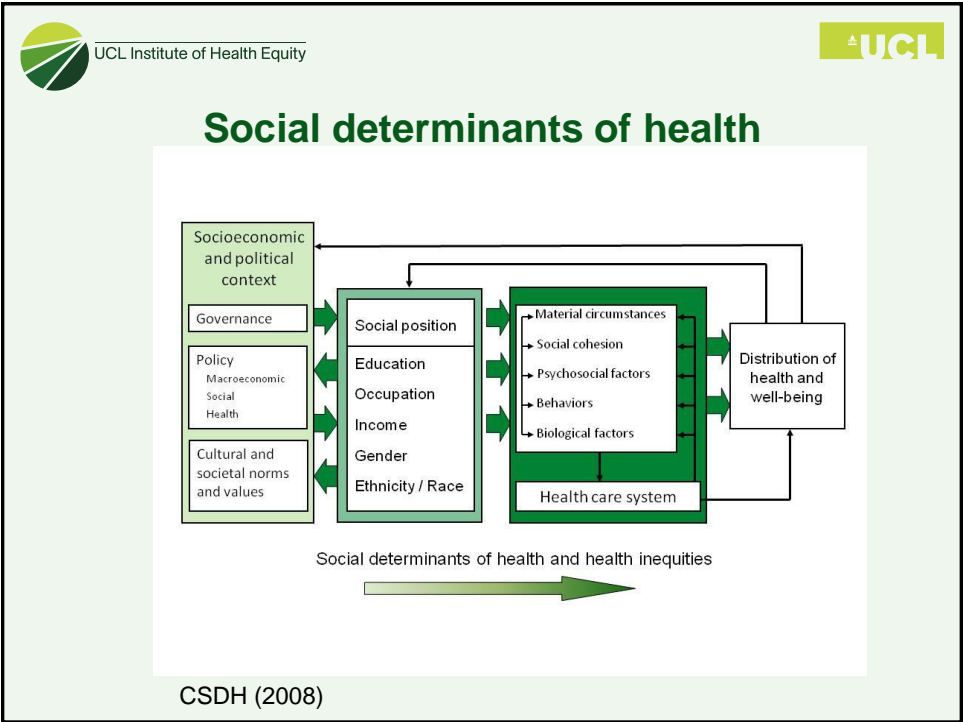 UCL Institute of Health Equity
UCL
Social determinants of health
Socioeconomic
and political
context
Governance
Policy
Macroeconomic
Social
Health
Cultural and
societal norms
and values
Social position
Education
Occupation
Income
Gender
Ethnicity / Race
Material circumstances
Social cohesion
Psychosocial factors
Behaviors
Biological factors
Health care system
Distribution of
health and
well-being
Social determinants of health and health inequities
CSDH (2008)